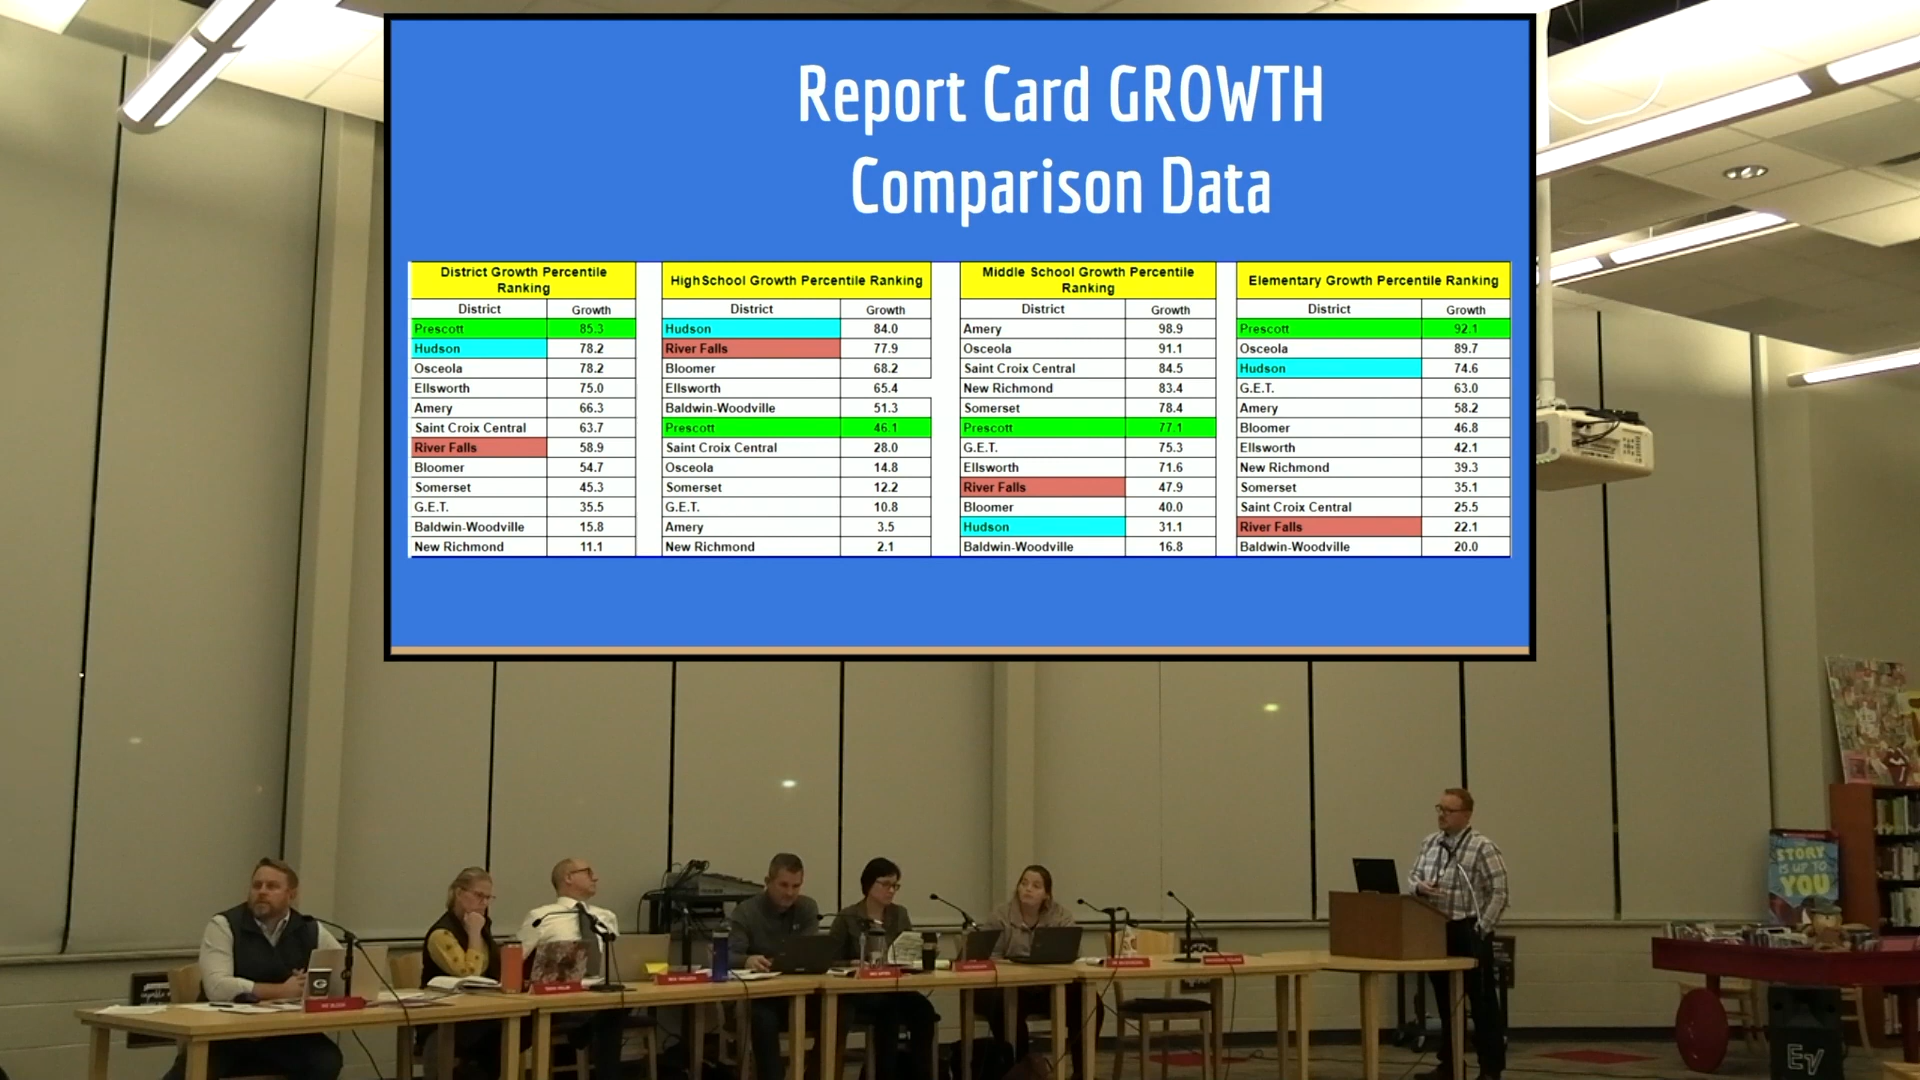 Report Card GROWTH
Comparison Data
District Growth Percentile
Ranking
District Growth
Prescott 85.3
Hudson 78.2
Osceola 78.2
Ellsworth 75.0
Amery 66.3
Saint Croix Central 63.7
River Falls 58.9
Bloomer 54.7
Somerset 45.3
G.E.T. 35.5
Baldwin-Woodville 15.8
New Richmond 11.1
HighSchool Growth Percentile Ranking
District Growth
Hudson 84.0
River Falls 77.9
Bloomer 68.2
Ellsworth 65.4
Baldwin-Woodville 51.3
Prescott 46.1
Saint Croix Central 28.0
Osceola 14.8
Somerset 12.2
G.E.T. 10.8
Amery 3.5
New Richmond 2.1
Middle School Growth Percentile
Ranking
District Growth
Amery 98.9
Osceola 91.1
Saint Croix Central 84.5
New Richmond 83.4
Somerset 78.4
Prescott 77.1
G.E.T. 75.3
Ellsworth 71.6
River Falls 47.9
Bloomer 40.0
Hudson 31.1
Baldwin-Woodville 16.8
Elementary Growth Percentile Ranking
District Growth
Prescott 92.1
Osceola 89.7
Hudson 74.6
G.E.T. 63.0
Amery 58.2
Bloomer 46.8
Ellsworth 42.1
New Richmond 39.3
Somerset 35.1
Saint Croix Central 25.5
River Falls 22.1
Baldwin-Woodville 20.0
STORY
IS UP TO
YOU
G
EV